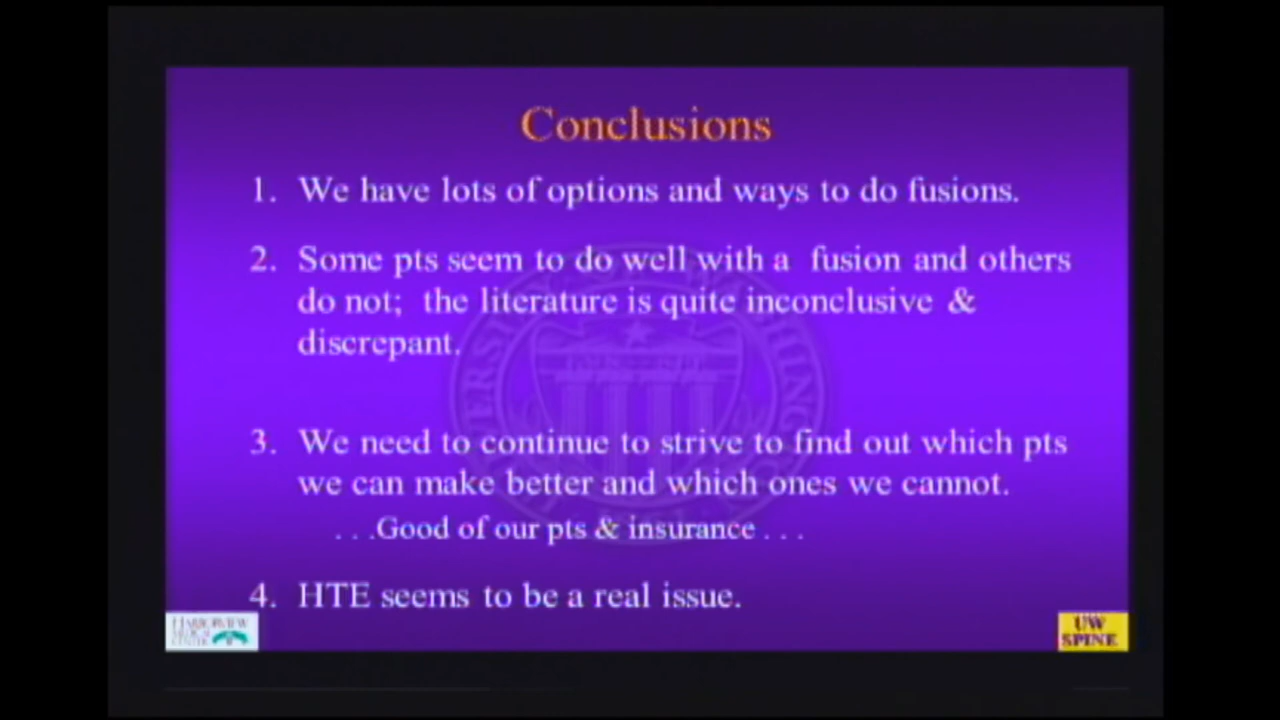 Conclusions
1. We have lots of options and ways to do fusions.
2. Some pts seem to do well with a fusion and others
do not; the literature is quite inconclusive &
discrepant.
3. We need to continue to strive to find out which pts
we can make better and which ones we cannot.
. . .Good of our pts & insurance . . .
4. HTE seems to be a real issue.
HARBORVIEW
MEDICAL
CENTER
UW
SPINE